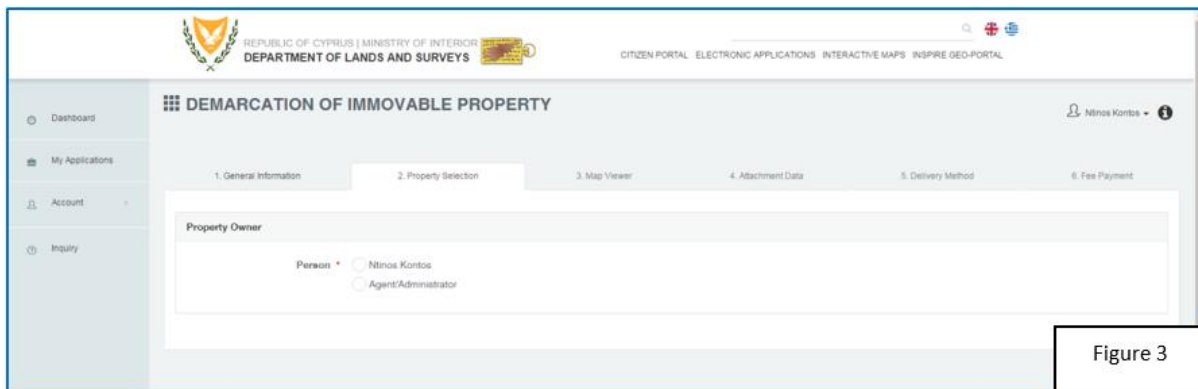 REPUBLIC OF CYPRUS | MINISTRY OF INTERIOR
DEPARTMENT OF LANDS AND SURVEYS
CITIZEN PORTAL ELECTRONIC APPLICATIONS INTERACTIVE MAPS INSPIRE GEO-PORTAL
DEMARCATION OF IMMOVABLE PROPERTY
Ntinos Kontos
Dashboard
My Applications
Account
Inquiry
1. General Information 2. Property Selection 3. Map Viewer 4. Attachment Data 5. Delivery Method 6. Fee Payment
Property Owner
Person * Ntinos Kontos
Agent/Administrator
Figure 3